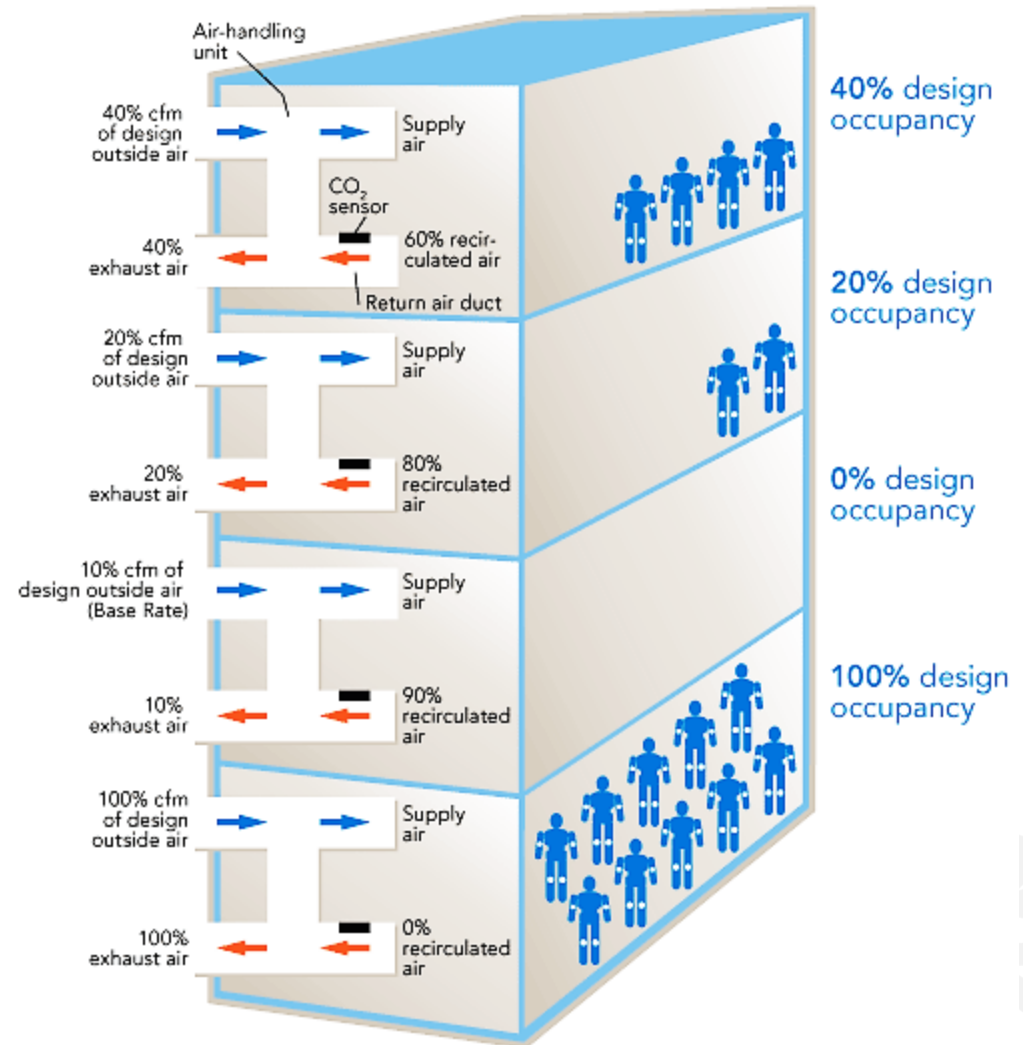 Air-handling
unit
40% cfm
of design
outside air
Supply
air
CO₂
sensor
40%
exhaust air
60% recir-
culated air
Return air duct
40% design
occupancy
20% cfm
of design
outside air
Supply
air
20%
exhaust air
80%
recirculated
air
20% design
occupancy
10% cfm of
design outside air
(Base Rate)
Supply
air
10%
exhaust air
90%
recirculated
air
0% design
occupancy
100% cfm
of design
outside air
Supply
air
100%
exhaust air
0%
recirculated
air
100% design
occupancy